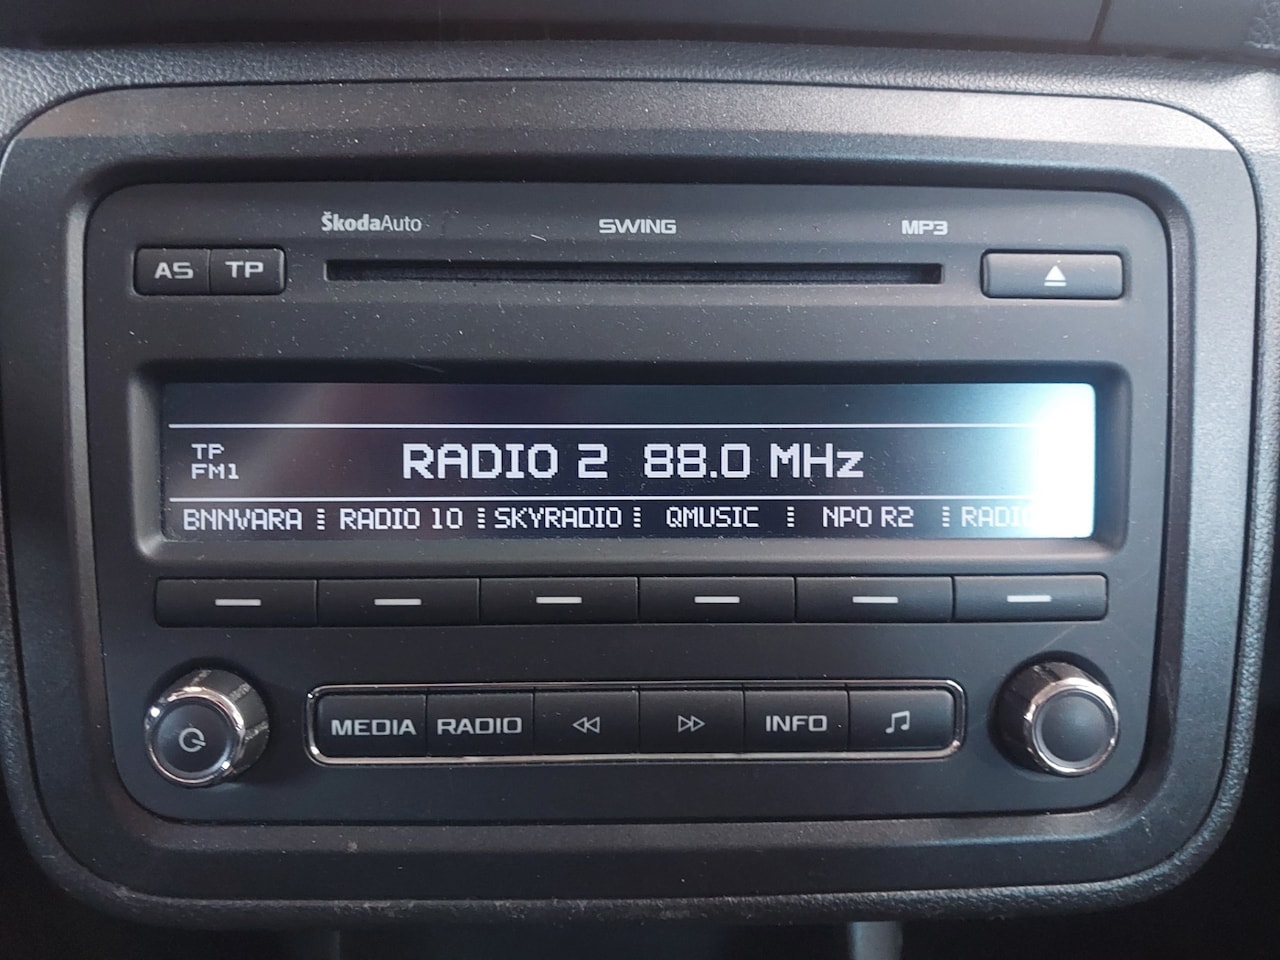 ŠkodaAuto SWING MP3
AS TP
TP
FM1
RADIO 2 88.0 MHz
BNNVARA RADIO 10 SKYRADIO QMUSIC NPO R2
MEDIA RADIO INFO